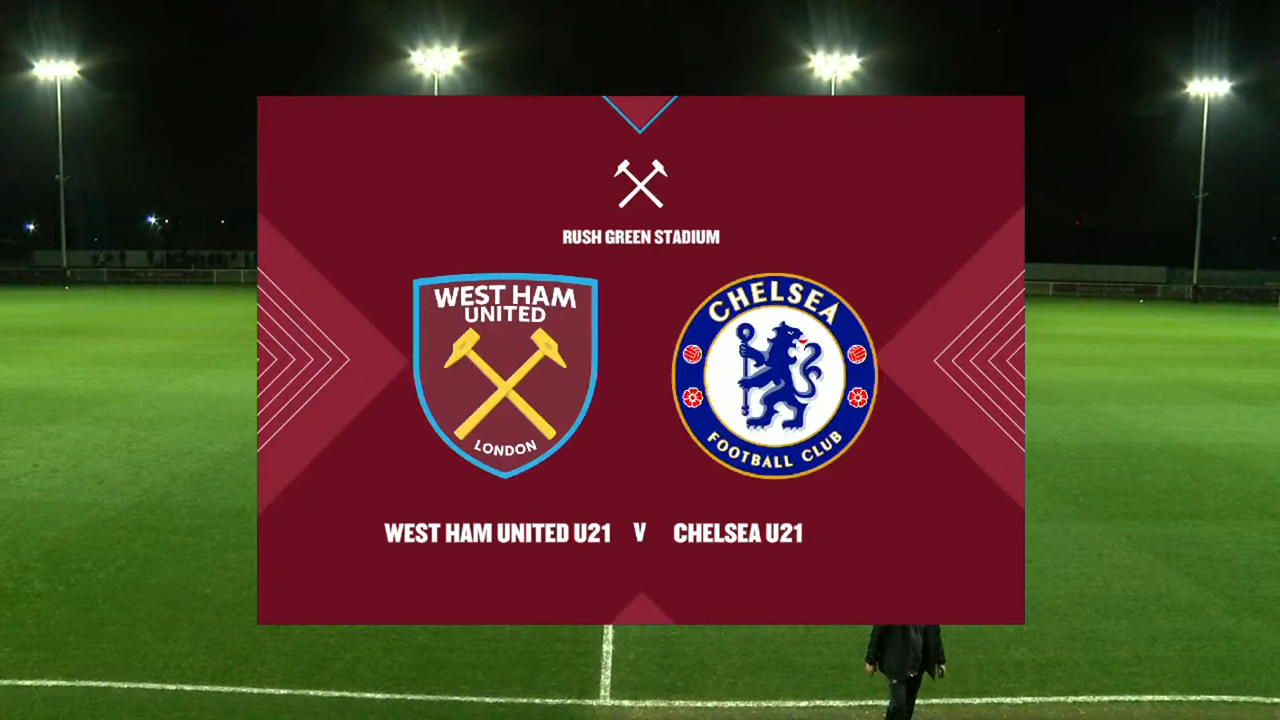 RUSH GREEN STADIUM
WEST HAM
UNITED
LONDON
CHELSEA
FOOTBALL CLUB
WEST HAM UNITED U21 V CHELSEA U21